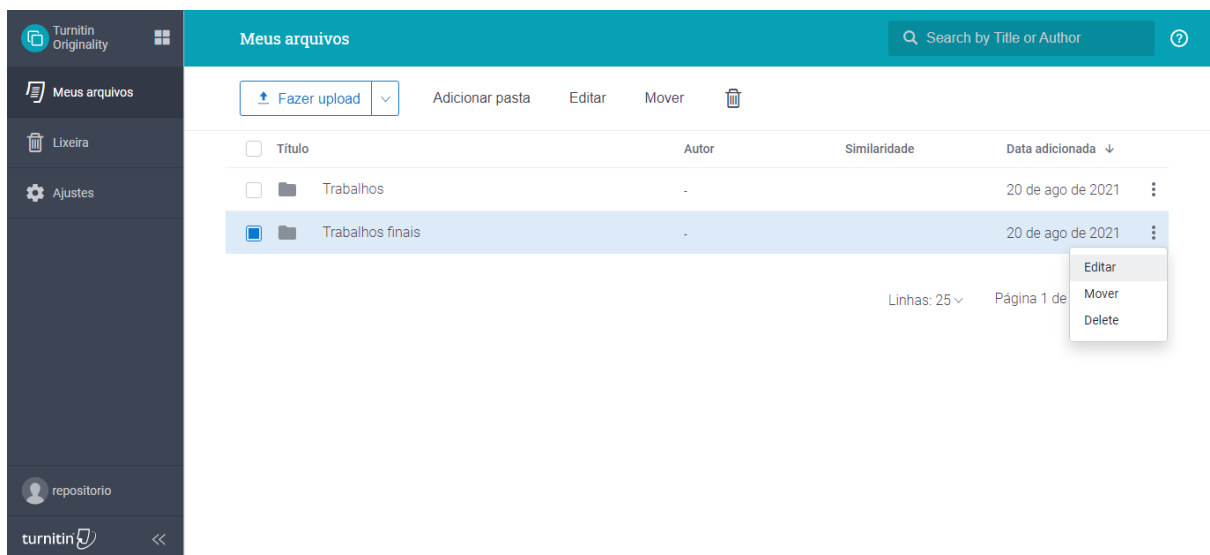 Turnitin
Originality
Meus arquivos
Search by Title or Author
Meus arquivos
Lixeira
Ajustes
Fazer upload
Adicionar pasta
Editar
Mover
Título
Autor
Similaridade
Data adicionada
Trabalhos
-
20 de ago de 2021
Trabalhos finais
-
20 de ago de 2021
Editar
Mover
Delete
Linhas: 25
Página 1 de
repositorio
turnitin